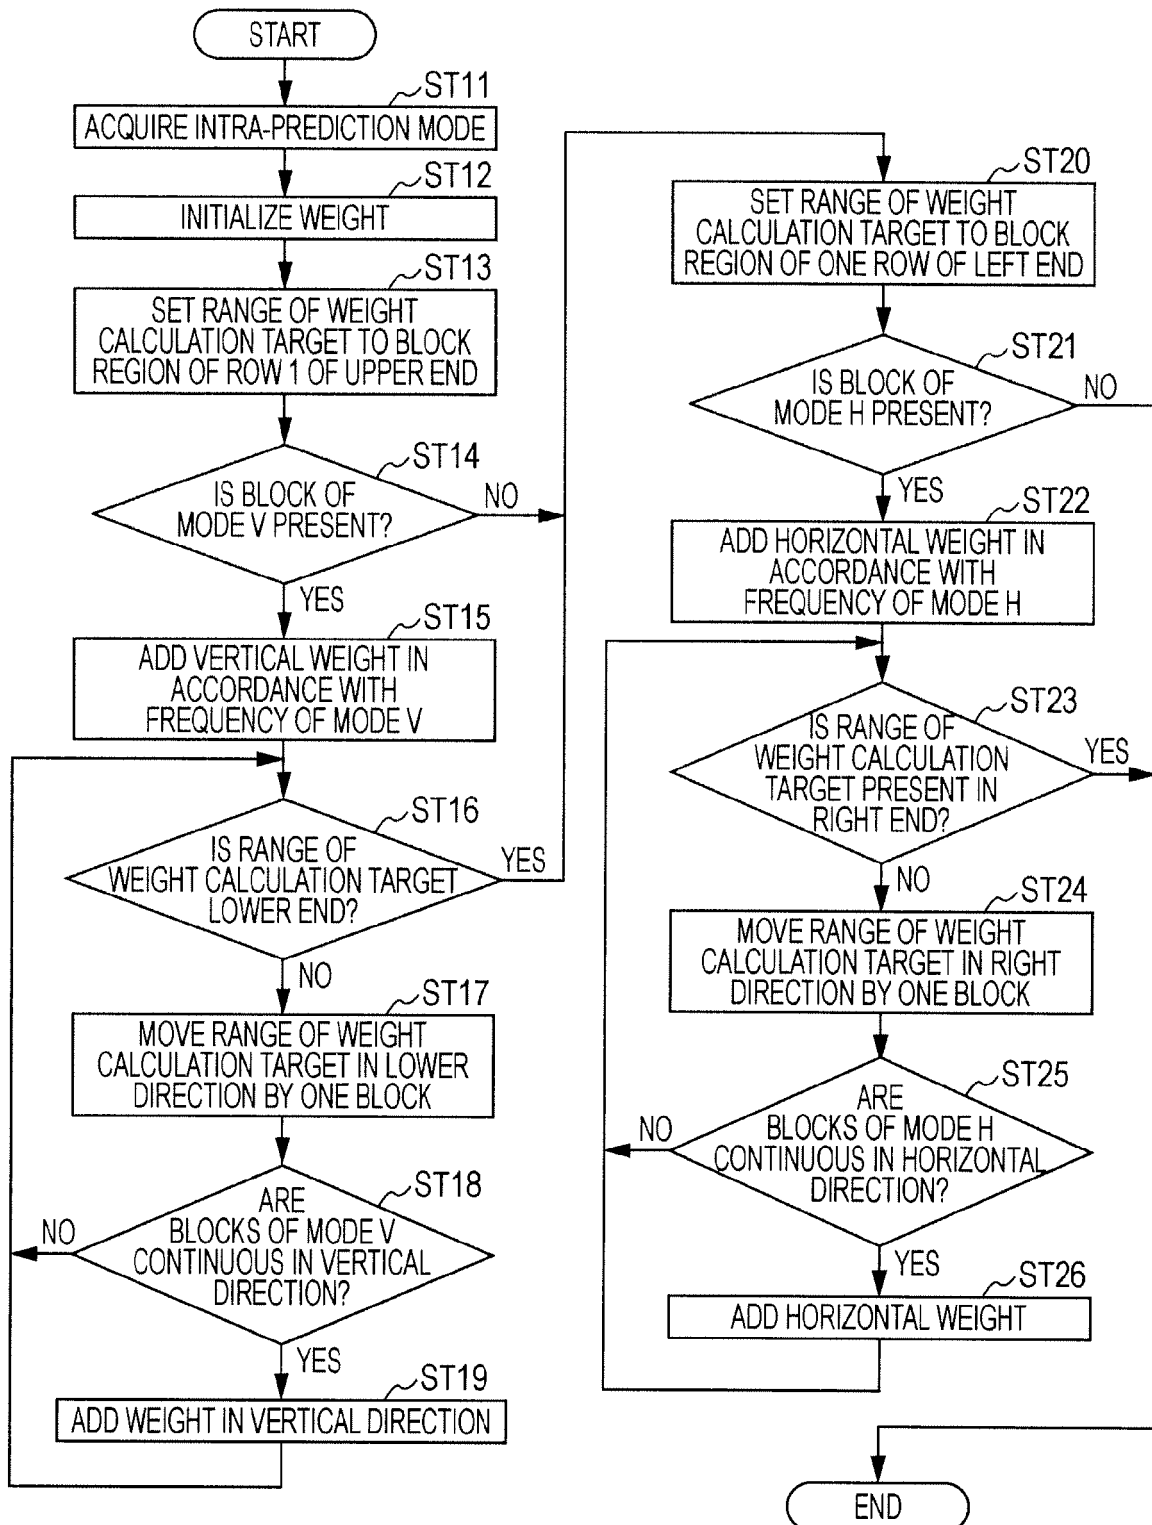 START
ST11
ACQUIRE INTRA-PREDICTION MODE
ST12
INITIALIZE WEIGHT
ST13
SET RANGE OF WEIGHT
CALCULATION TARGET TO BLOCK
REGION OF ROW 1 OF UPPER END
ST14
IS BLOCK OF
MODE V PRESENT?
NO
YES
ST15
ADD VERTICAL WEIGHT IN
ACCORDANCE WITH
FREQUENCY OF MODE V
ST16
IS RANGE OF
WEIGHT CALCULATION TARGET
LOWER END?
YES
NO
ST17
MOVE RANGE OF WEIGHT
CALCULATION TARGET IN LOWER
DIRECTION BY ONE BLOCK
ST18
ARE
BLOCKS OF MODE V
CONTINUOUS IN VERTICAL
DIRECTION?
NO
YES
ST19
ADD WEIGHT IN VERTICAL DIRECTION
ST20
SET RANGE OF WEIGHT
CALCULATION TARGET TO BLOCK
REGION OF ONE ROW OF LEFT END
ST21
IS BLOCK OF
MODE H PRESENT?
NO
YES
ST22
ADD HORIZONTAL WEIGHT IN
ACCORDANCE WITH
FREQUENCY OF MODE H
ST23
IS RANGE OF
WEIGHT CALCULATION
TARGET PRESENT IN
RIGHT END?
YES
NO
ST24
MOVE RANGE OF WEIGHT
CALCULATION TARGET IN RIGHT
DIRECTION BY ONE BLOCK
ST25
ARE
BLOCKS OF MODE H
CONTINUOUS IN HORIZONTAL
DIRECTION?
NO
YES
ST26
ADD HORIZONTAL WEIGHT
END